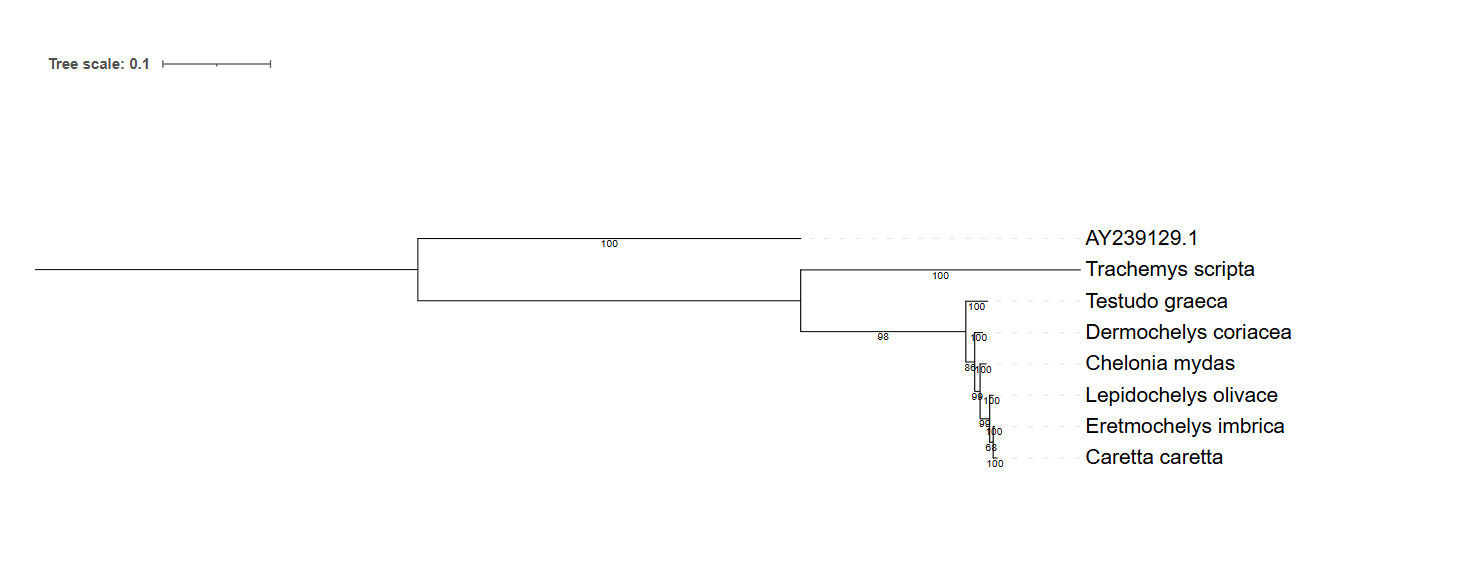 Tree scale: 0.1
AY239129.1
100
Trachemys scripta
100
Testudo graeca
100
Dermochelys coriacea
98
100
Chelonia mydas
86
100
Lepidochelys olivace
99
100
Eretmochelys imbrica
99
100
68
Caretta caretta
100